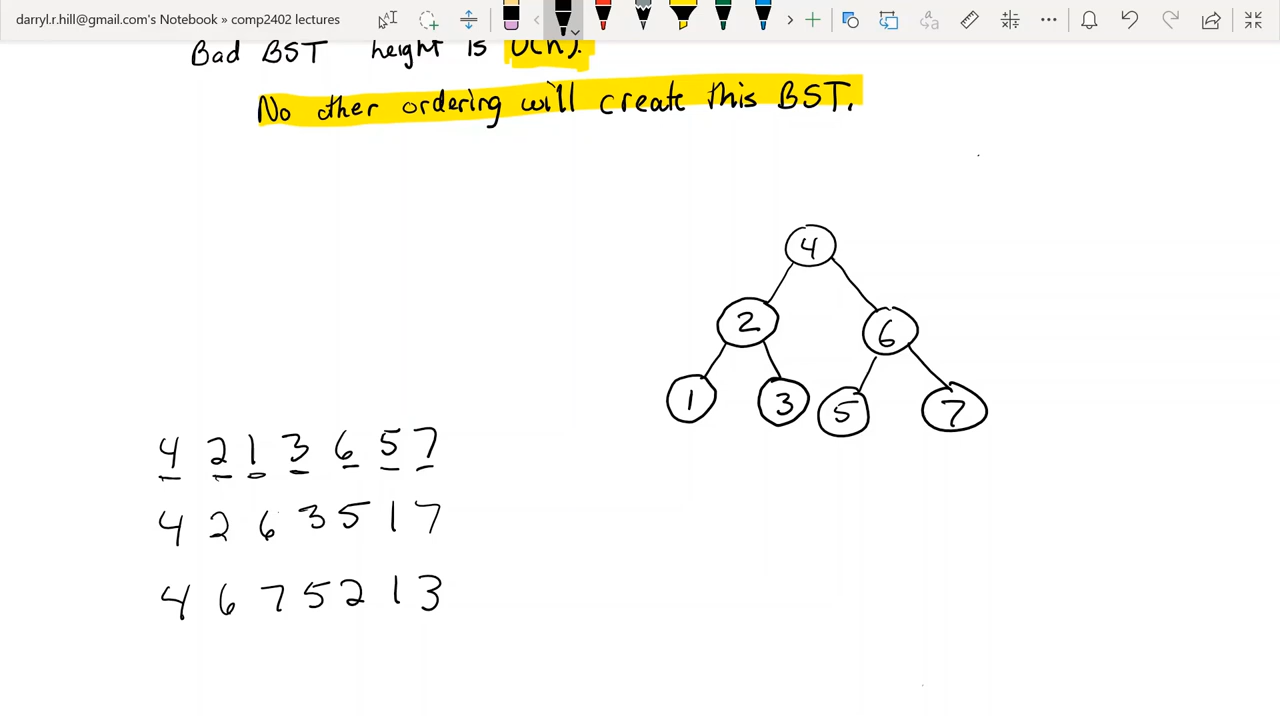 darryl.r.hill@gmail.com's Notebook » comp2402 lectures
Bad BST height is O(n).
No other ordering will create this BST.
4
2 6
1 3 5 7
4 2 1 3 6 5 7
4 2 6 3 5 1 7
4 6 7 5 2 1 3